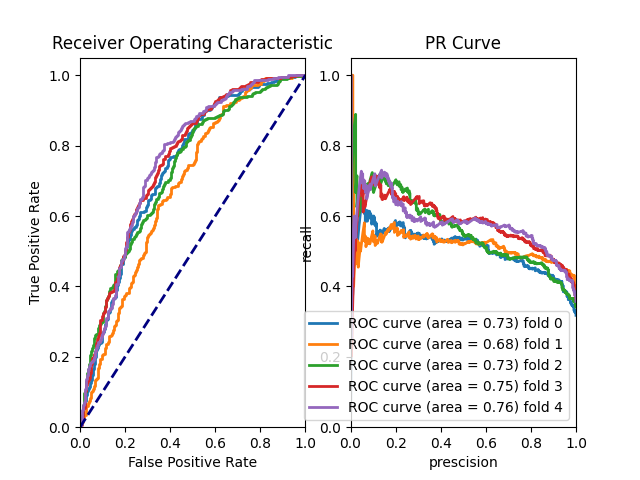 Receiver Operating Characteristic
1.0
0.8
0.6
0.4
0.2
0.0
True Positive Rate
0.0 0.2 0.4 0.6 0.8 1.0
False Positive Rate
PR Curve
1.0
0.8
0.6
0.4
0.2
0.0
recall
0.0 0.2 0.4 0.6 0.8 1.0
prescision
ROC curve (area = 0.73) fold 0
ROC curve (area = 0.68) fold 1
ROC curve (area = 0.73) fold 2
ROC curve (area = 0.75) fold 3
ROC curve (area = 0.76) fold 4